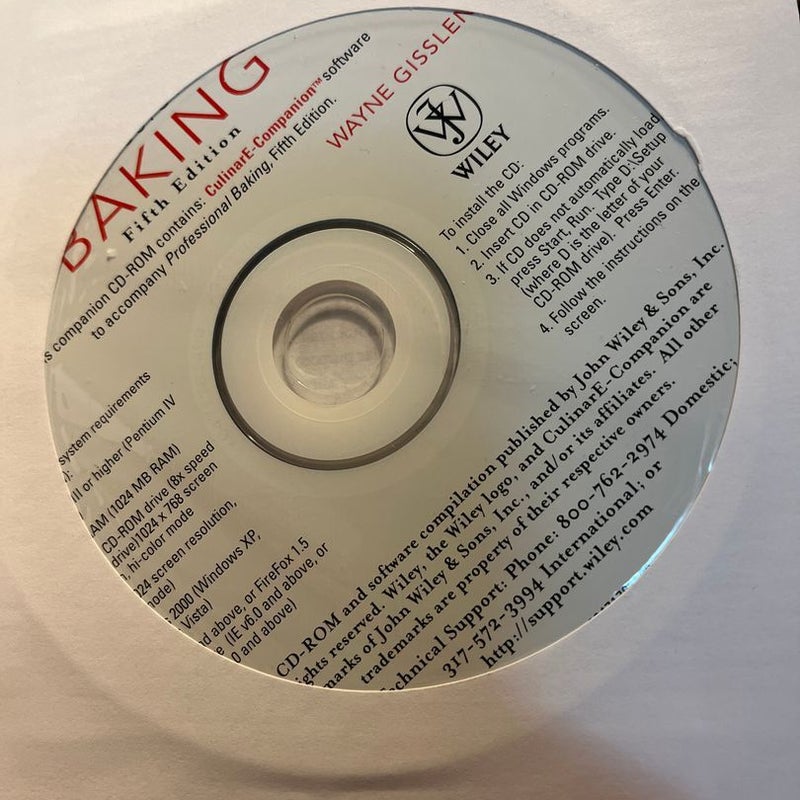 BAKING
Fifth Edition
companion CD-ROM contains: CulinarE-Companion™ software
to accompany Professional Baking, Fifth Edition.
WAYNE GISSLEN
WILEY
To install the CD:
1. Close all Windows programs.
2. Insert CD in CD-ROM drive.
3. If CD does not automatically load
press Start, Run. Type D:\Setup
(where D is the letter of your
CD-ROM drive). Press Enter.
4. Follow the instructions on the
screen.
system requirements
):
III or higher (Pentium IV
AM (1024 MB RAM)
CD-ROM drive (8x speed
drive)1024 x 768 screen
, hi-color mode
24 screen resolution,
ode)
2000 (Windows XP,
Vista)
d above, or FireFox 1.5
e (IE v6.0 and above, or
0 and above)
CD-ROM and software compilation published by John Wiley & Sons, Inc.
ights reserved. Wiley, the Wiley logo, and CulinarE-Companion are
marks of John Wiley & Sons, Inc., and/or its affiliates. All other
trademarks are property of their respective owners.
chnical Support: Phone: 800-762-2974 Domestic;
317-572-3994 International; or
http://support.wiley.com